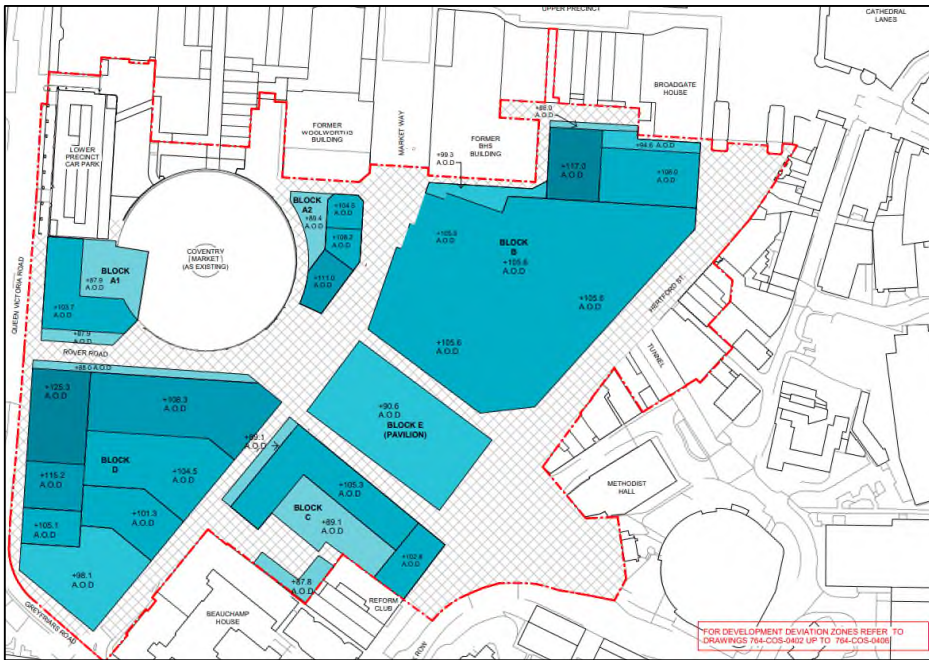 UPPER PRECINCT
CATHEDRAL
LANES
BROADGATE
HOUSE
LOWER
PRECINCT
CAR PARK
FORMER
WOOLWORTHS
BUILDING
MARKET WAY
FORMER
BHS
BUILDING
+99.3
A.O.D
A.O.D
+117.0
A.O.D
+94.6 A.O.D
+106.0
A.O.D
BLOCK
A2
+89.4
A.O.D
+104.5
A.O.D
+108.2
A.O.D
+111.0
A.O.D
COVENTRY
(MARKET)
(AS EXISTING)
QUEEN VICTORIA ROAD
BLOCK
A1
+87.9
A.O.D
+103.7
A.O.D
+87.9
A.O.D
ROVER ROAD
+88.0 A.O.D
+105.6
A.O.D
BLOCK
B
+105.6
A.O.D
+105.6
A.O.D
+105.6
A.O.D
HERTFORD ST.
TUNNEL
+90.6
A.O.D
BLOCK E
(PAVILION)
+125.3
A.O.D
+108.3
A.O.D
+89.1
A.O.D
BLOCK
D
+104.5
A.O.D
+115.2
A.O.D
+101.3
A.O.D
+105.1
A.O.D
+98.1
A.O.D
+105.3
A.O.D
BLOCK
C
+89.1
A.O.D
A.O.D
+87.8
A.O.D
METHODIST
HALL
REFORM
CLUB
BEAUCHAMP
HOUSE
GREYFRIARS ROAD
ROW
FOR DEVELOPMENT DEVIATION ZONES REFER TO
DRAWINGS 764-COS-0402 UP TO 764-COS-0406